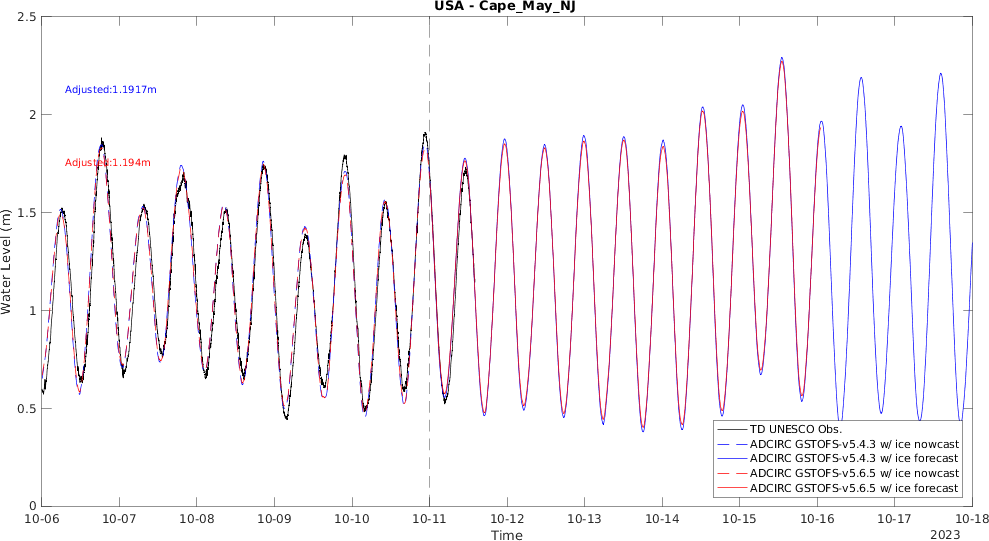 USA - Cape_May_NJ
2.5
2
1.5
1
0.5
0
Water Level (m)
Adjusted:1.1917m
Adjusted:1.194m
TD UNESCO Obs.
ADCIRC GSTOFS-v5.4.3 w/ ice nowcast
ADCIRC GSTOFS-v5.4.3 w/ ice forecast
ADCIRC GSTOFS-v5.6.5 w/ ice nowcast
ADCIRC GSTOFS-v5.6.5 w/ ice forecast
10-06 10-07 10-08 10-09 10-10 10-11 10-12 10-13 10-14 10-15 10-16 10-17 10-18
Time
2023